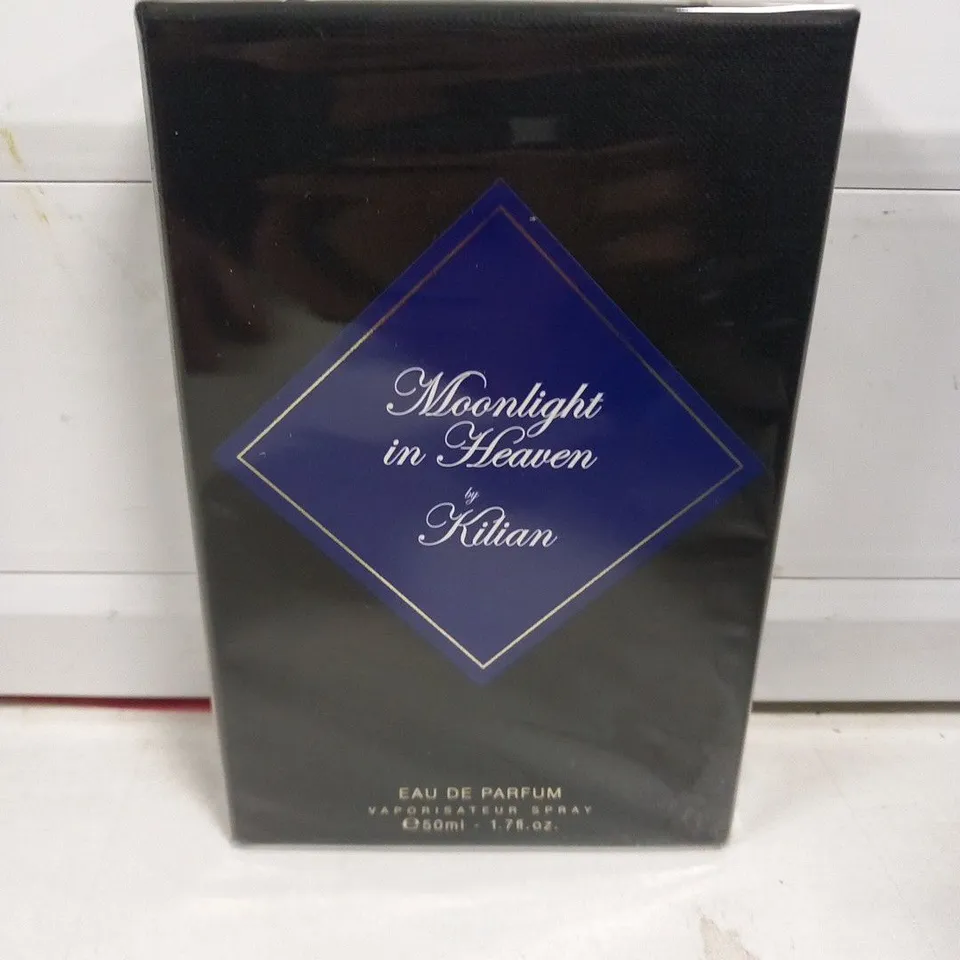 Moonlight
in Heaven
by
Kilian
EAU DE PARFUM
VAPORISATEUR SPRAY
℮50ml - 1.7fl.oz.